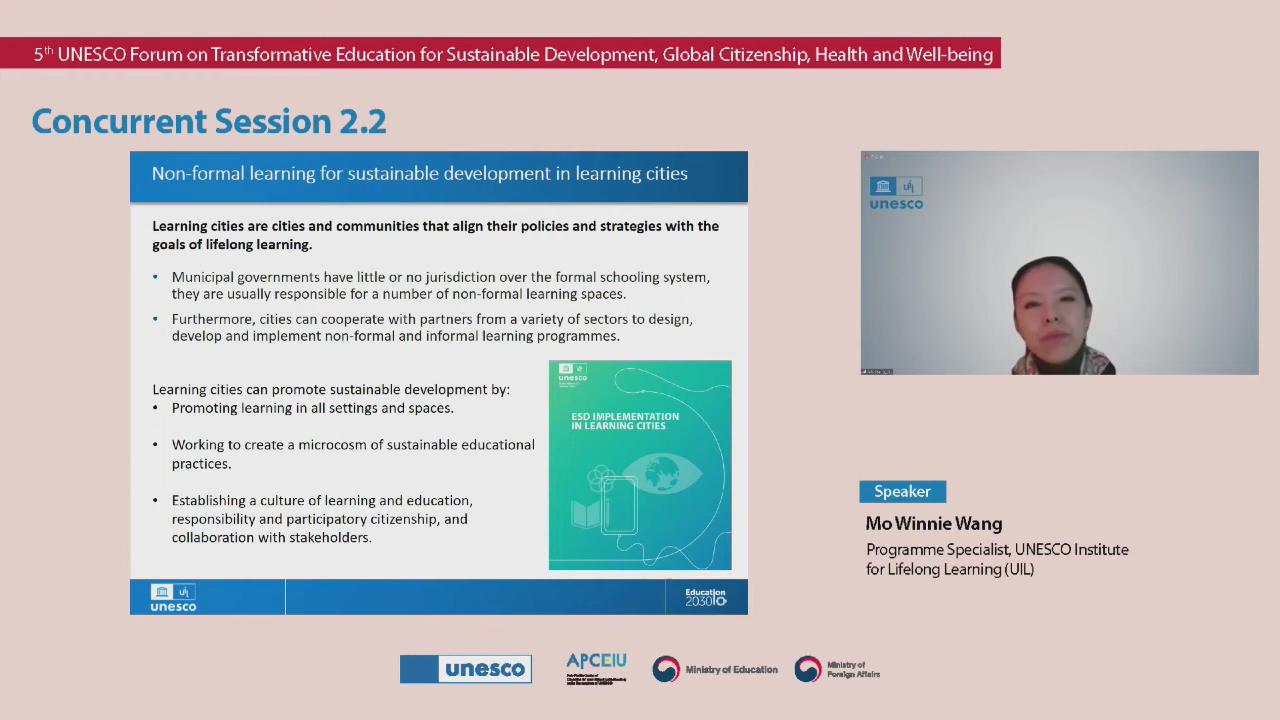 5th UNESCO Forum on Transformative Education for Sustainable Development, Global Citizenship, Health and Well-being
Concurrent Session 2.2
Non-formal learning for sustainable development in learning cities
Learning cities are cities and communities that align their policies and strategies with the
goals of lifelong learning.
• Municipal governments have little or no jurisdiction over the formal schooling system,
they are usually responsible for a number of non-formal learning spaces.
• Furthermore, cities can cooperate with partners from a variety of sectors to design,
develop and implement non-formal and informal learning programmes.
Learning cities can promote sustainable development by:
• Promoting learning in all settings and spaces.
• Working to create a microcosm of sustainable educational
practices.
• Establishing a culture of learning and education,
responsibility and participatory citizenship, and
collaboration with stakeholders.
unesco
ESD IMPLEMENTATION
IN LEARNING CITIES
unesco
Education
2030
unesco
Speaker
Mo Winnie Wang
Programme Specialist, UNESCO Institute
for Lifelong Learning (UIL)
unesco
APCEIU
Ministry of Education
Ministry of
Foreign Affairs